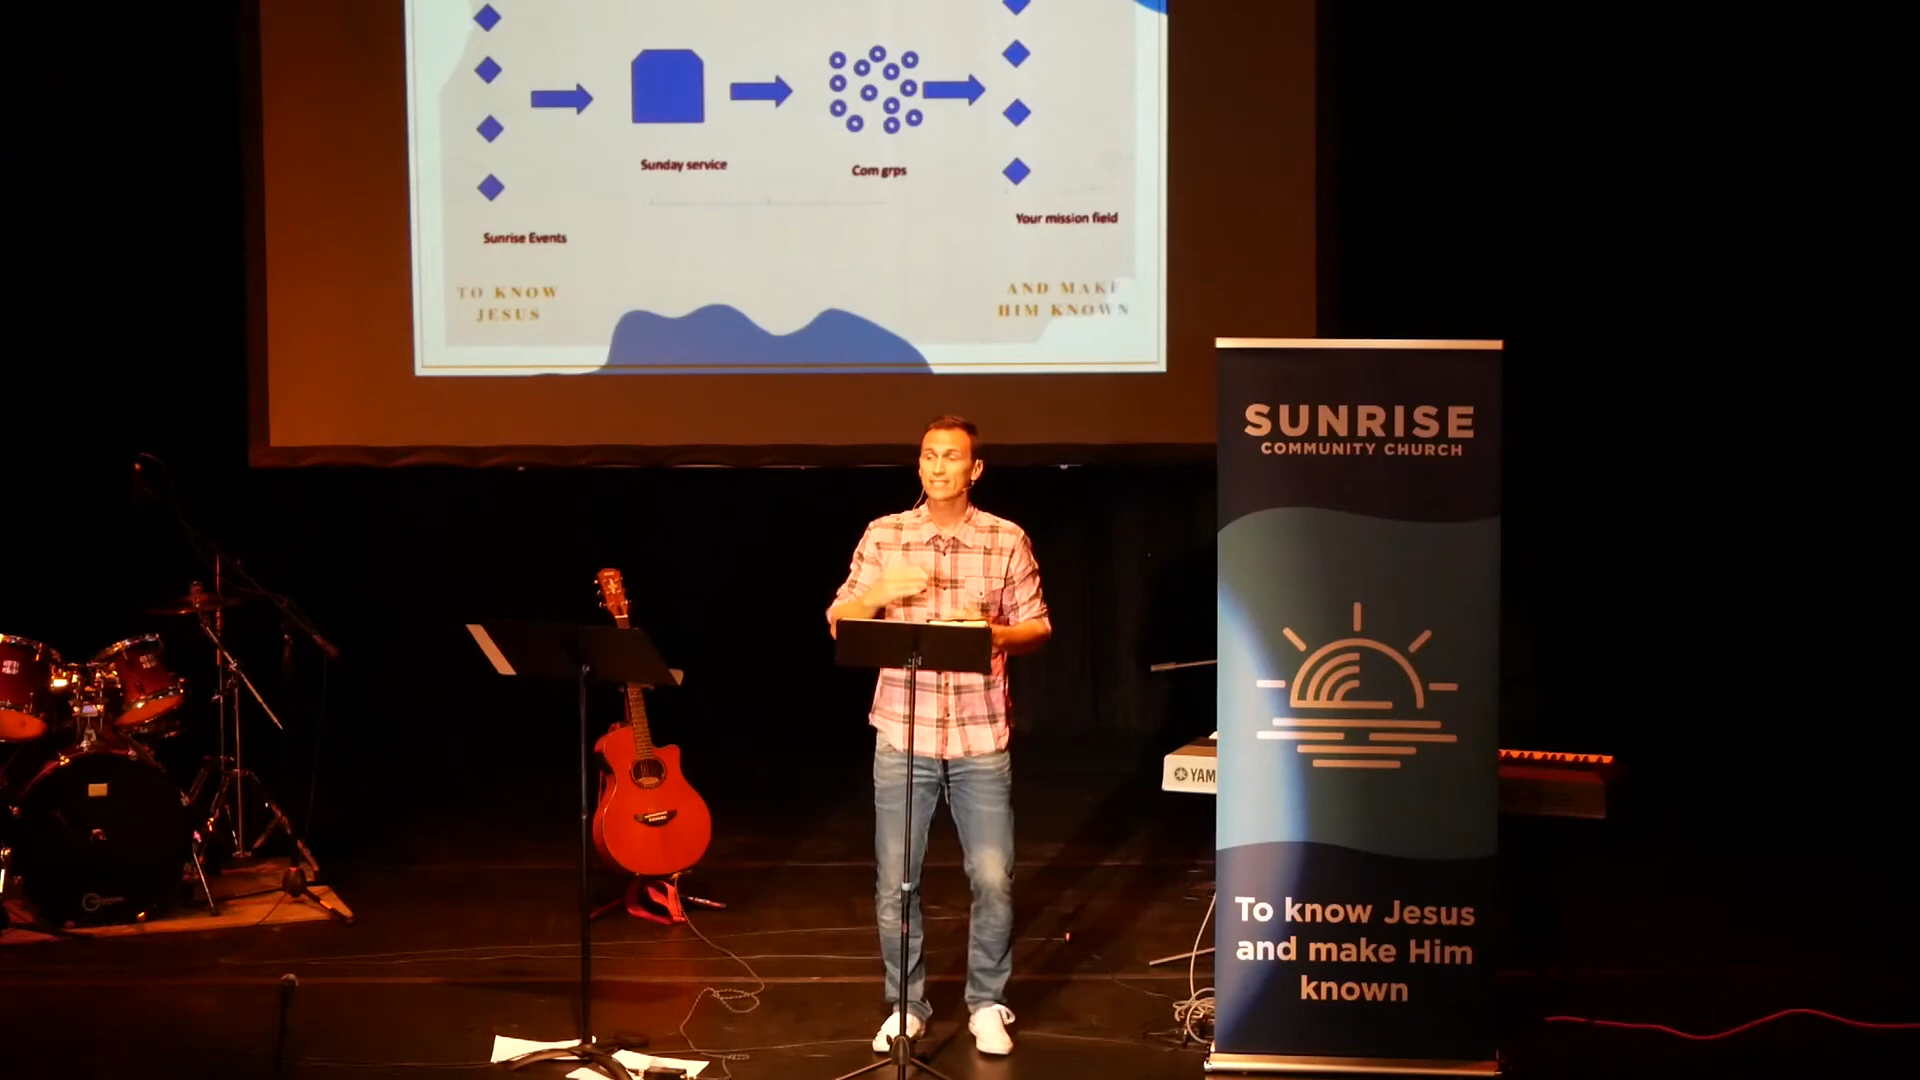 Sunday service
Com grps
Your mission field
Sunrise Events
TO KNOW
JESUS
AND MAKE
HIM KNOWN
SUNRISE
COMMUNITY CHURCH
YAM
To know Jesus
and make Him
known